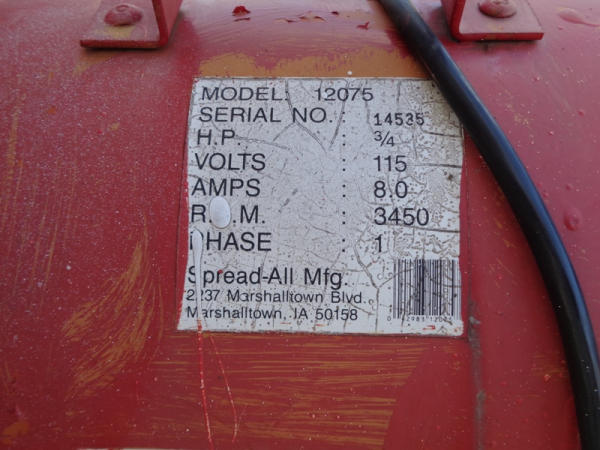 MODEL: 12075
SERIAL NO. : 14535
H.P. : 3/4
VOLTS : 115
AMPS : 8.0
R. M. : 3450
PHASE : 1
Spread-All Mfg.
2237 Marshalltown Blvd.
Marshalltown, IA 50158